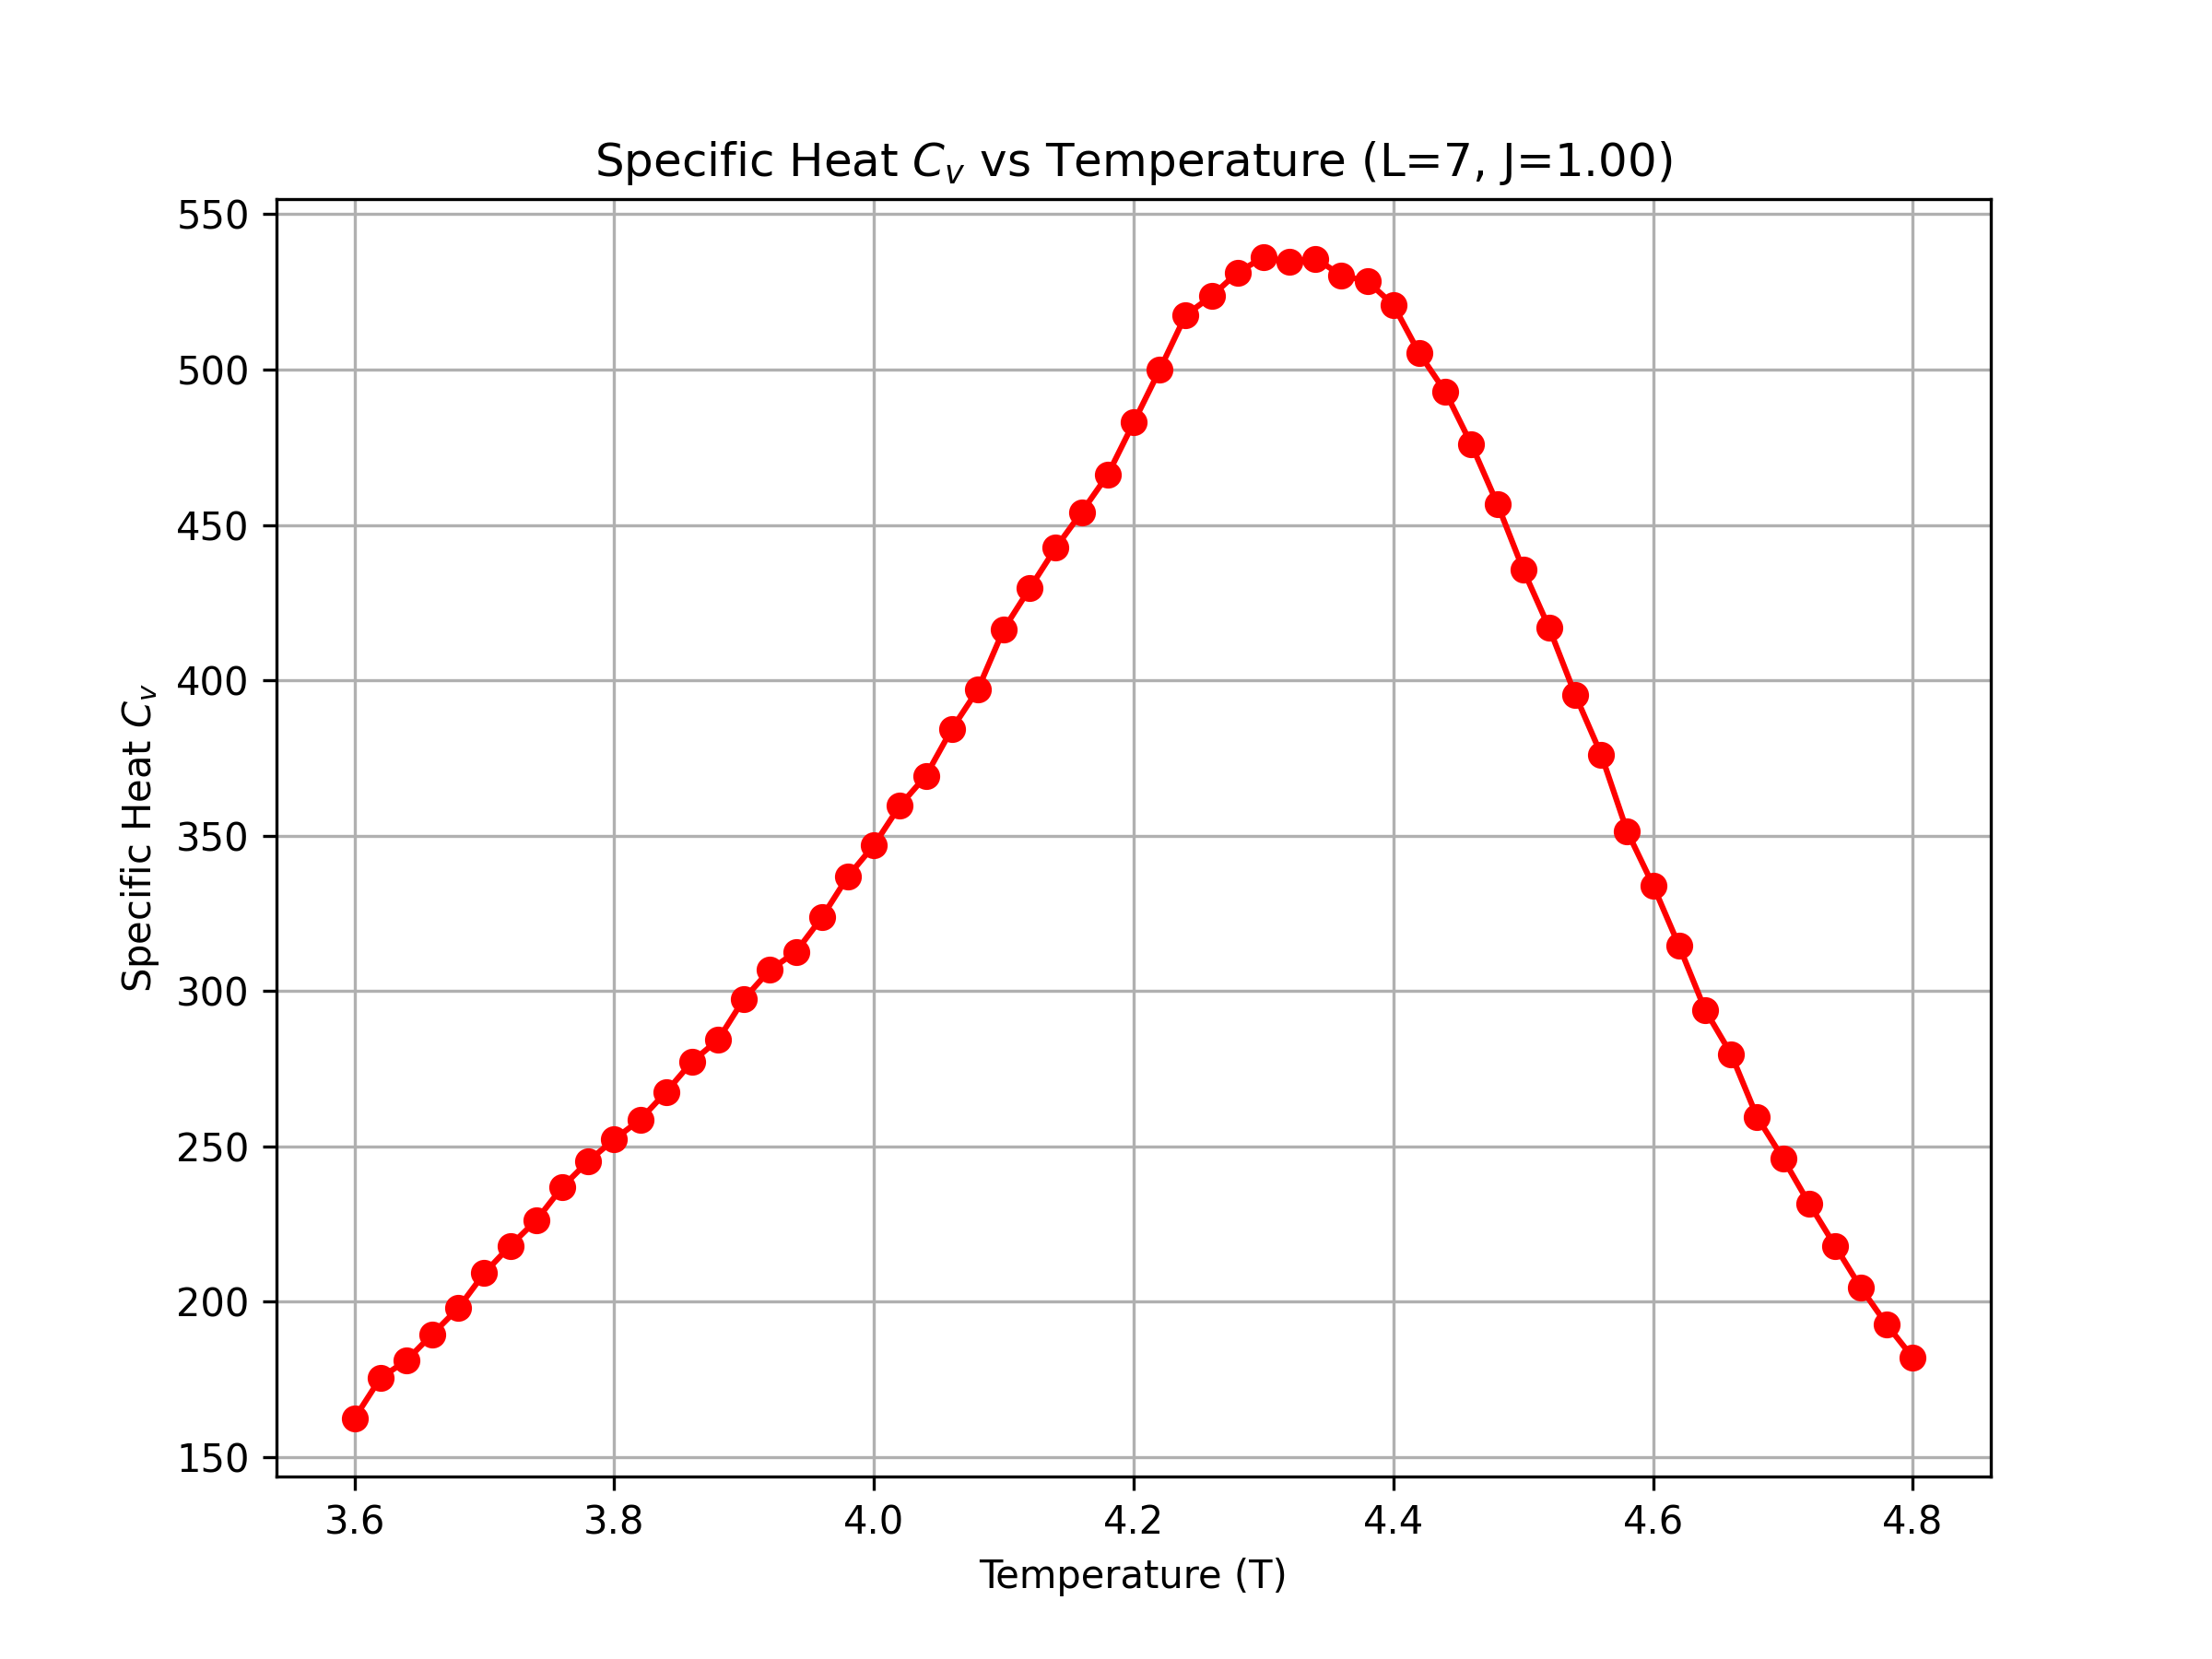 Specific Heat C_v vs Temperature (L=7, J=1.00)
Specific Heat C_v
550
500
450
400
350
300
250
200
150
3.6 3.8 4.0 4.2 4.4 4.6 4.8
Temperature (T)